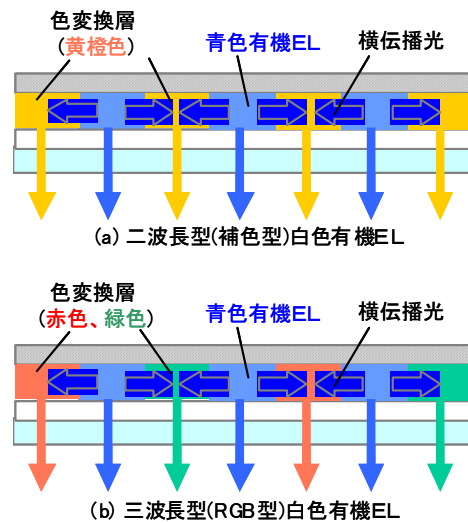 色変換層
(黄橙色)
青色有機EL
横伝播光
(a) 二波長型(補色型)白色有機EL
色変換層
(赤色、緑色)
青色有機EL
横伝播光
(b) 三波長型(RGB型)白色有機EL